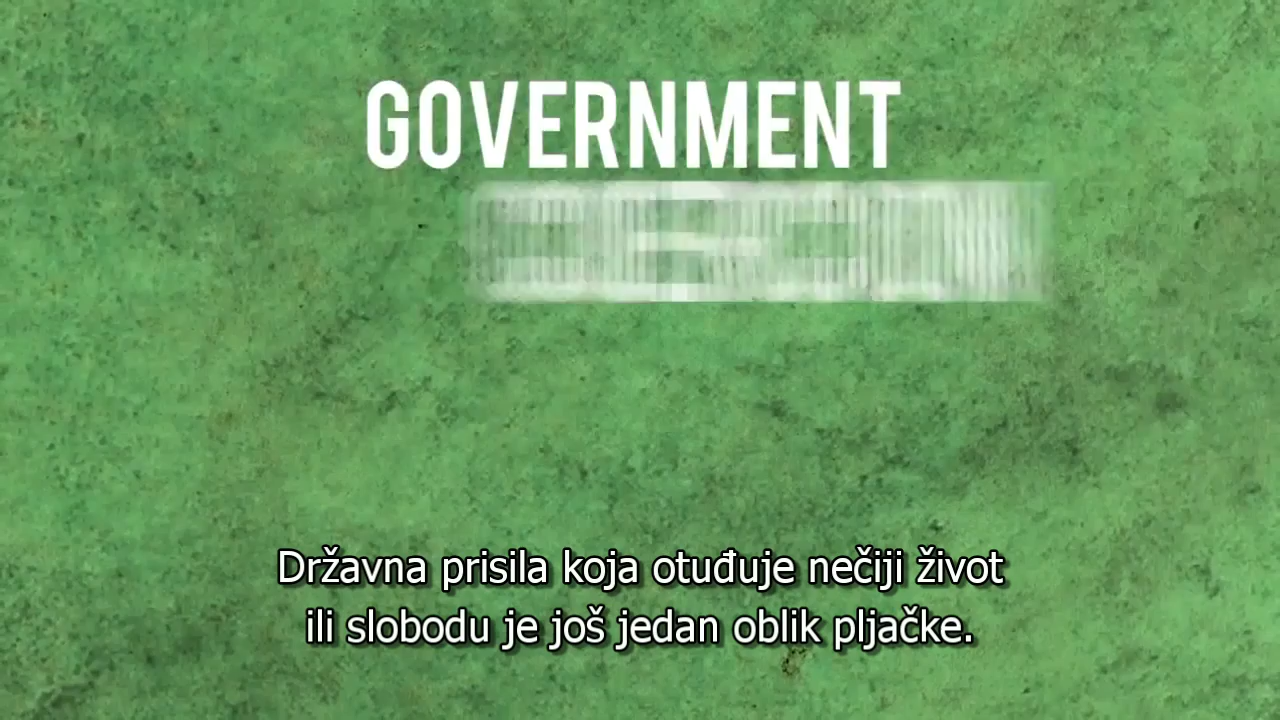 GOVERNMENT
Državna prisila koja otuđuje nečiji život
ili slobodu je još jedan oblik pljačke.